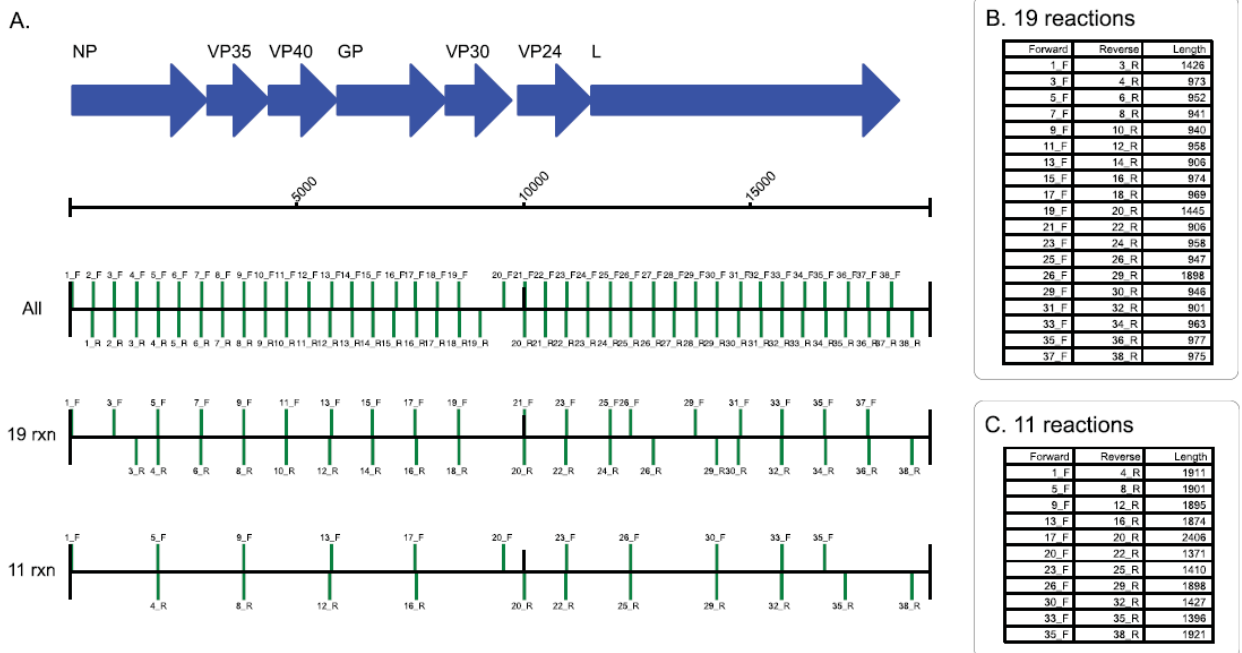 A.
NP VP35 VP40 GP VP30 VP24 L
5000 10000 15000
All
1_F 2_F 3_F 4_F 5_F 6_F 7_F 8_F 9_F 10_F 11_F 12_F 13_F 14_F 15_F 16_F 17_F 18_F 19_F 20_F 21_F 22_F 23_F 24_F 25_F 26_F 27_F 28_F 29_F 30_F 31_F 32_F 33_F 34_F 35_F 36_F 37_F 38_F
1_R 2_R 3_R 4_R 5_R 6_R 7_R 8_R 9_R 10_R 11_R 12_R 13_R 14_R 15_R 16_R 17_R 18_R 19_R 20_R 21_R 22_R 23_R 24_R 25_R 26_R 27_R 28_R 29_R 30_R 31_R 32_R 33_R 34_R 35_R 36_R 37_R 38_R
19 rxn
1_F 3_F 5_F 7_F 9_F 11_F 13_F 15_F 17_F 19_F 21_F 23_F 25_F 26_F 29_F 31_F 33_F 35_F 37_F
3_R 4_R 6_R 8_R 10_R 12_R 14_R 16_R 18_R 20_R 22_R 24_R 26_R 29_R 30_R 32_R 34_R 36_R 38_R
11 rxn
1_F 5_F 9_F 13_F 17_F 20_F 23_F 26_F 30_F 33_F 35_F
4_R 8_R 12_R 16_R 20_R 22_R 25_R 29_R 32_R 35_R 38_R
B. 19 reactions
Forward Reverse Length
1_F 3_R 1426
3_F 4_R 973
5_F 6_R 952
7_F 8_R 941
9_F 10_R 940
11_F 12_R 958
13_F 14_R 906
15_F 16_R 974
17_F 18_R 969
19_F 20_R 1445
21_F 22_R 906
23_F 24_R 958
25_F 26_R 947
26_F 29_R 1898
29_F 30_R 946
31_F 32_R 901
33_F 34_R 963
35_F 36_R 977
37_F 38_R 975
C. 11 reactions
Forward Reverse Length
1_F 4_R 1911
5_F 8_R 1901
9_F 12_R 1895
13_F 16_R 1874
17_F 20_R 2406
20_F 22_R 1371
23_F 25_R 1410
26_F 29_R 1898
30_F 32_R 1427
33_F 35_R 1396
35_F 38_R 1921